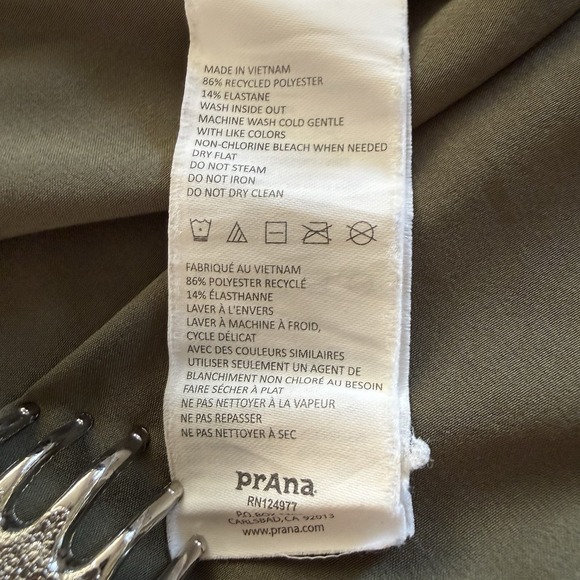 MADE IN VIETNAM
86% RECYCLED POLYESTER
14% ELASTANE
WASH INSIDE OUT
MACHINE WASH COLD GENTLE
WITH LIKE COLORS
NON-CHLORINE BLEACH WHEN NEEDED
DRY FLAT
DO NOT STEAM
DO NOT IRON
DO NOT DRY CLEAN
FABRIQUÉ AU VIETNAM
86% POLYESTER RECYCLÉ
14% ÉLASTHANNE
LAVER À L'ENVERS
LAVER À MACHINE À FROID,
CYCLE DÉLICAT
AVEC DES COULEURS SIMILAIRES
UTILISER SEULEMENT UN AGENT DE
BLANCHIMENT NON CHLORÉ AU BESOIN
FAIRE SÉCHER À PLAT
NE PAS NETTOYER À LA VAPEUR
NE PAS REPASSER
NE PAS NETTOYER À SEC
prAna
RN124977
P.O. BOX
CARLSBAD, CA 92013
www.prana.com